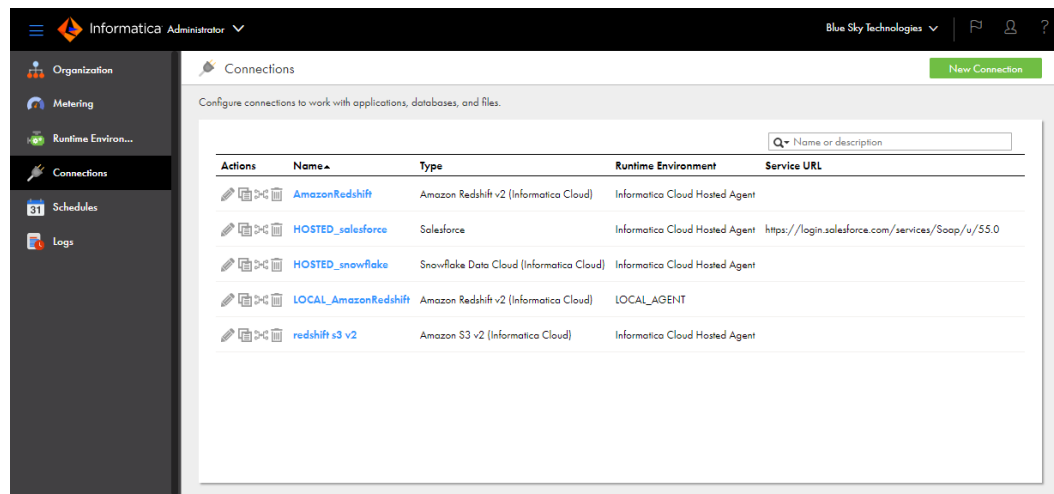 Informatica Administrator
Blue Sky Technologies
?
Organization
Metering
Runtime Environ...
Connections
31
Schedules
Logs
Connections
New Connection
Configure connections to work with applications, databases, and files.
Name or description
Actions Name Type Runtime Environment Service URL
AmazonRedshift Amazon Redshift v2 (Informatica Cloud) Informatica Cloud Hosted Agent
HOSTED_salesforce Salesforce Informatica Cloud Hosted Agent https://login.salesforce.com/services/Soap/u/55.0
HOSTED_snowflake Snowflake Data Cloud (Informatica Cloud) Informatica Cloud Hosted Agent
LOCAL_AmazonRedshift Amazon Redshift v2 (Informatica Cloud) LOCAL_AGENT
redshift s3 v2 Amazon S3 v2 (Informatica Cloud) Informatica Cloud Hosted Agent